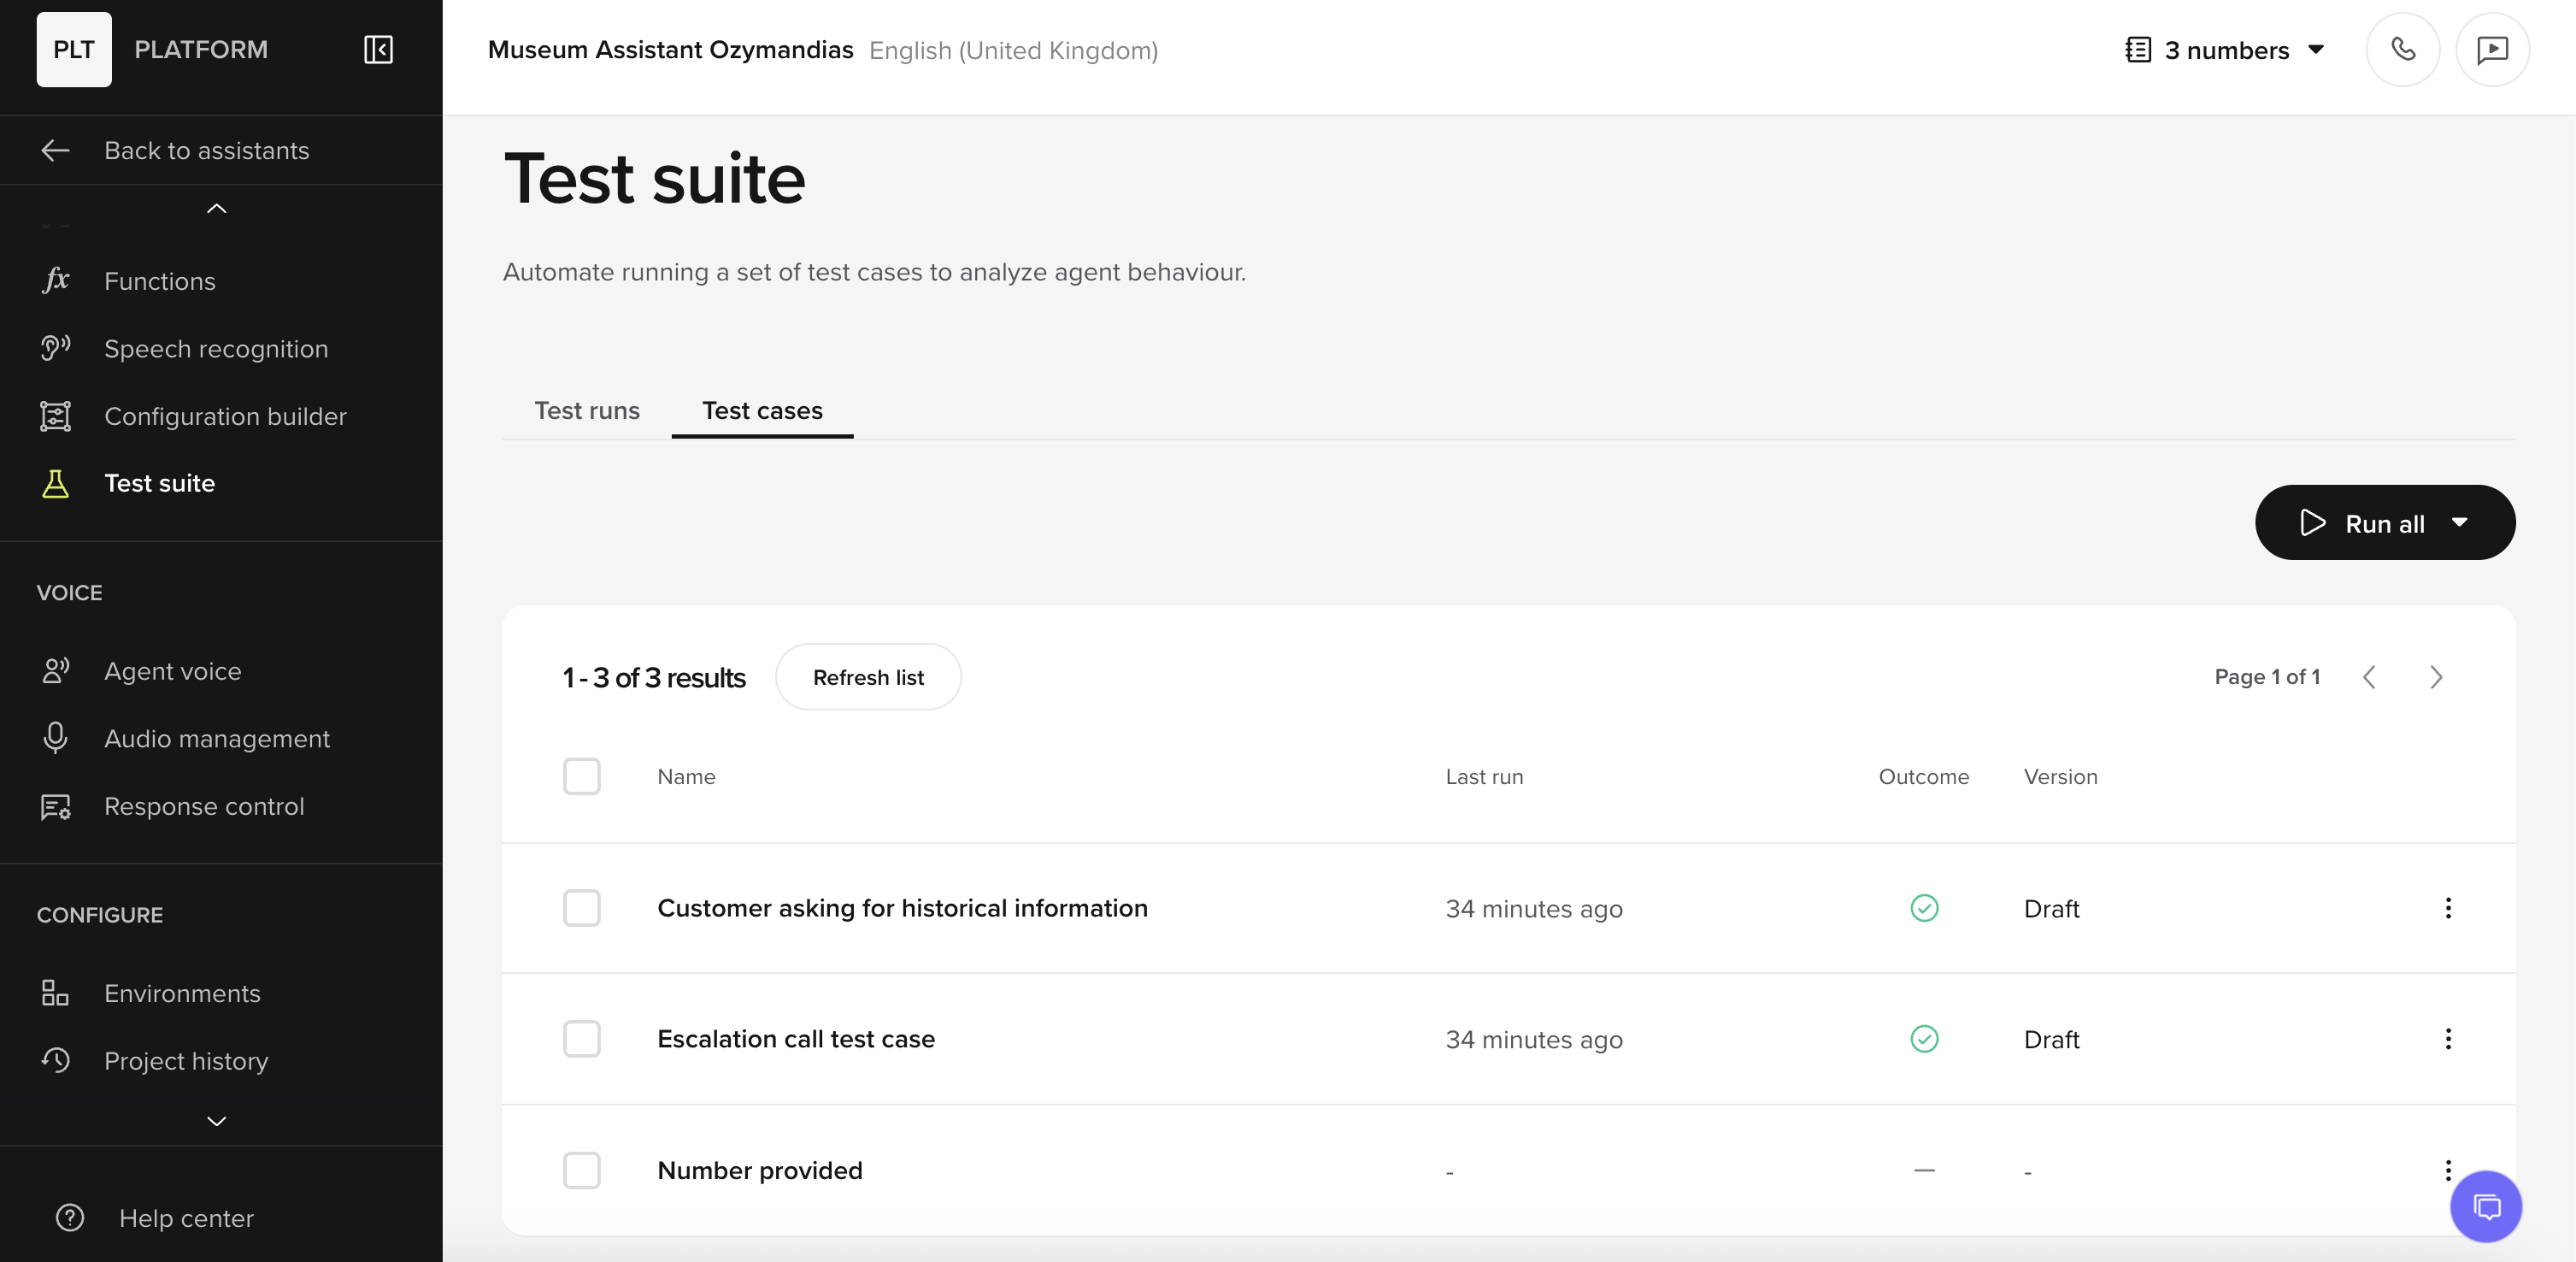 PLT PLATFORM
Back to assistants
Functions
Speech recognition
Configuration builder
Test suite
VOICE
Agent voice
Audio management
Response control
CONFIGURE
Environments
Project history
Help center
Museum Assistant Ozymandias English (United Kingdom)
3 numbers
Test suite
Automate running a set of test cases to analyze agent behaviour.
Test runs Test cases
Run all
1 - 3 of 3 results Refresh list Page 1 of 1
Name Last run Outcome Version
Customer asking for historical information 34 minutes ago Draft
Escalation call test case 34 minutes ago Draft
Number provided - — -